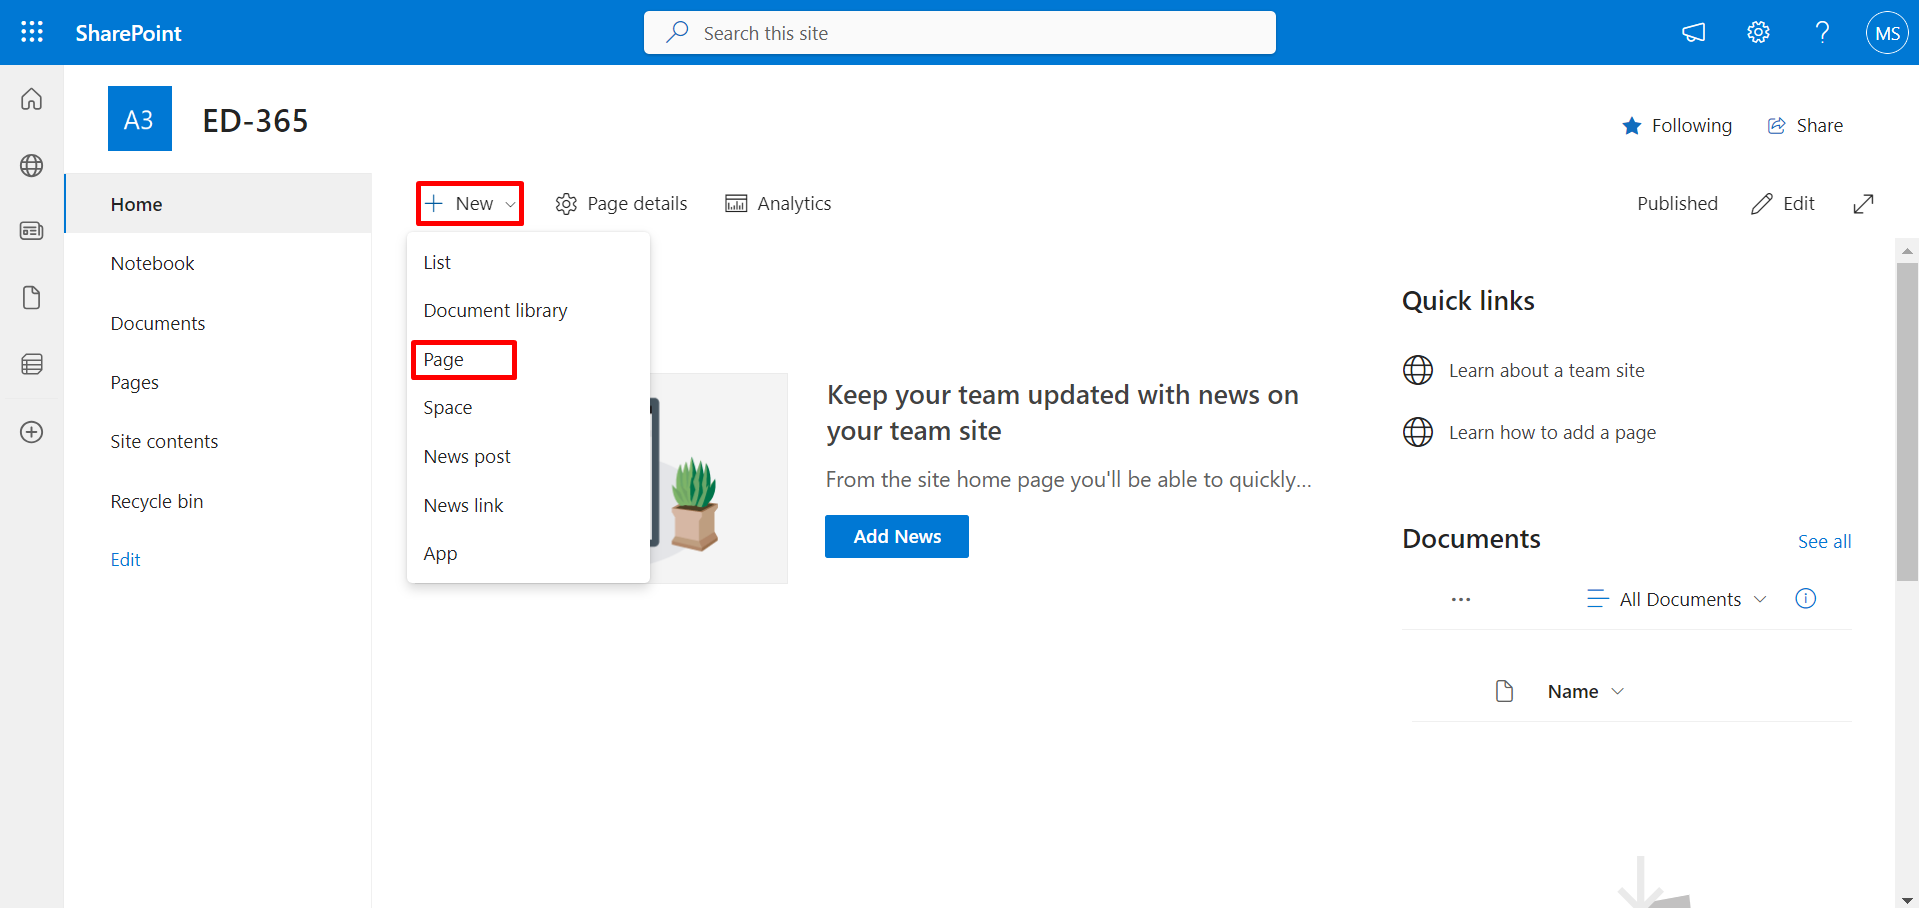 SharePoint
Search this site
MS
A3
ED-365
Following
Share
Home
Notebook
Documents
Pages
Site contents
Recycle bin
Edit
New
Page details
Analytics
Published
Edit
List
Document library
Page
Space
News post
News link
App
Keep your team updated with news on
your team site
From the site home page you'll be able to quickly...
Add News
Quick links
Learn about a team site
Learn how to add a page
Documents
See all
All Documents
Name